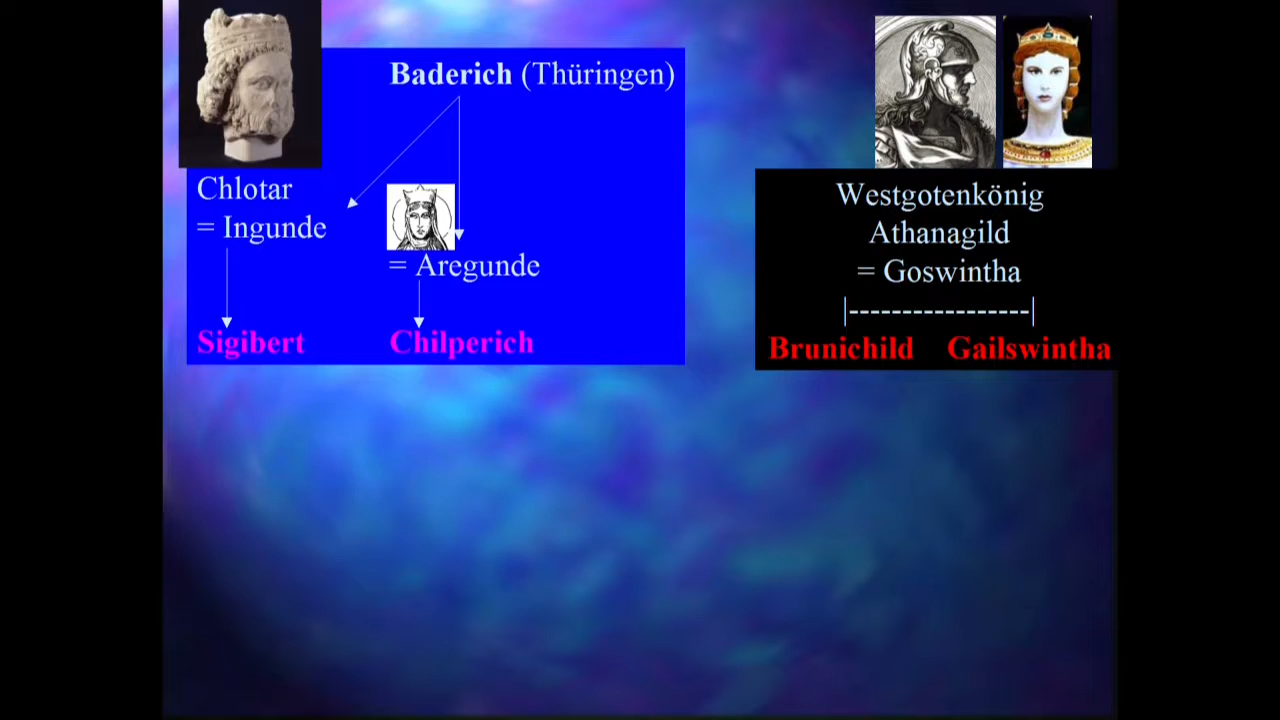 Baderich (Thüringen)
Chlotar
= Ingunde
= Aregunde
Sigibert
Chilperich
Westgotenkönig
Athanagild
= Goswintha
|-----------------|
Brunichild Gailswintha